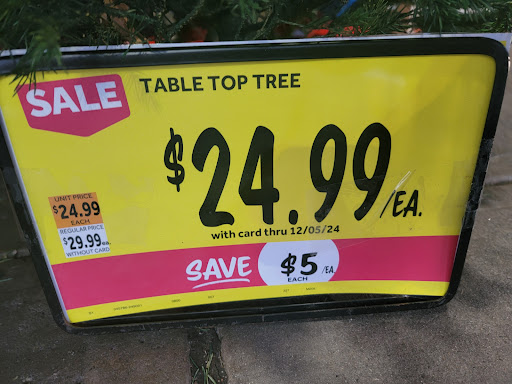 SALE
TABLE TOP TREE
$24.99/EA.
with card thru 12/05/24
UNIT PRICE
$24.99
EACH
REGULAR PRICE
$29.99 ea.
WITHOUT CARD
SAVE $5 /EA.
EACH